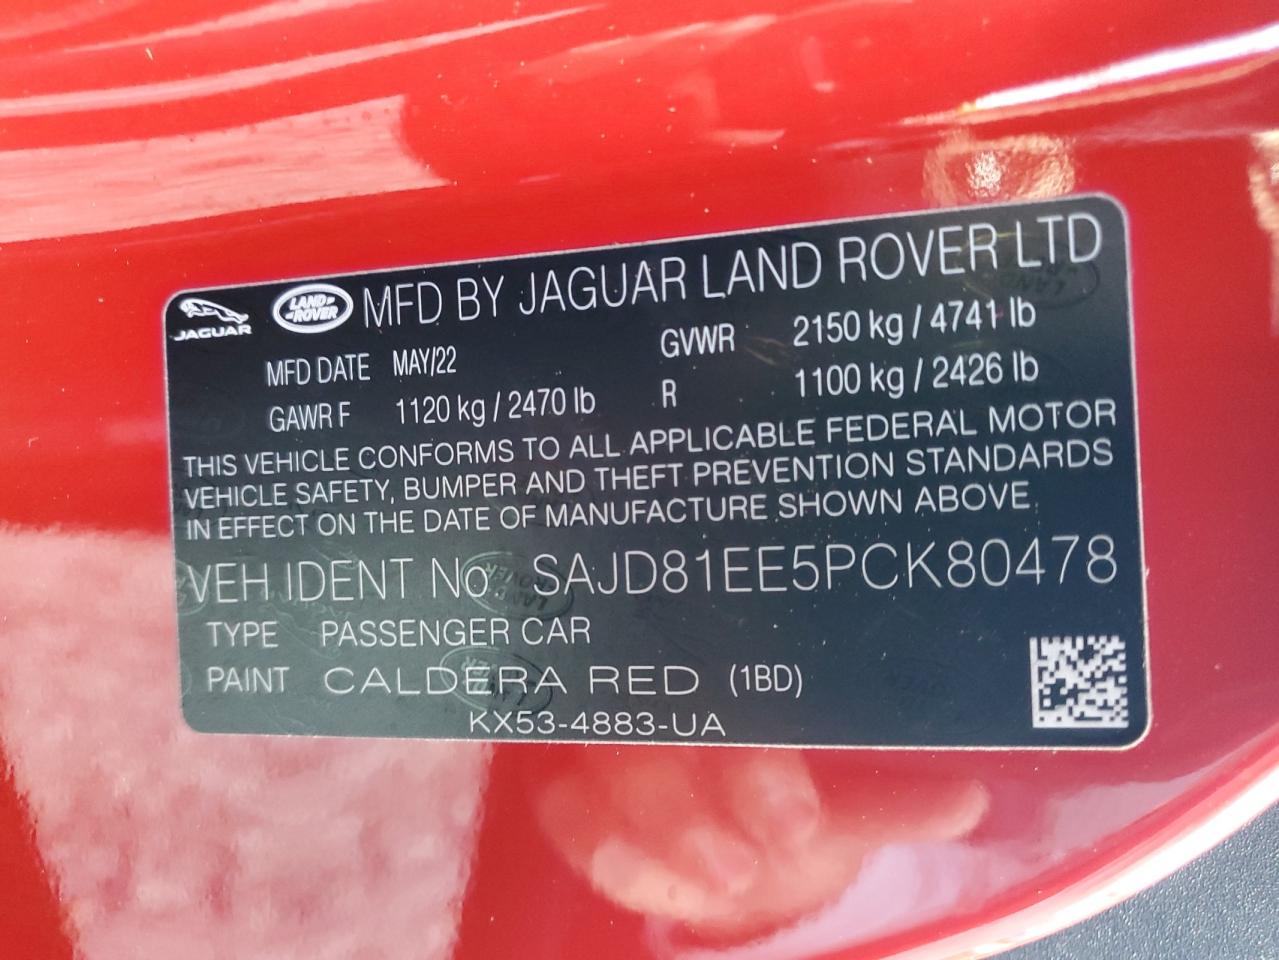 JAGUAR LAND ROVER MFD BY JAGUAR LAND ROVER LTD
MFD DATE MAY/22 GVWR 2150 kg / 4741 lb
GAWR F 1120 kg / 2470 lb R 1100 kg / 2426 lb
THIS VEHICLE CONFORMS TO ALL APPLICABLE FEDERAL MOTOR
VEHICLE SAFETY, BUMPER AND THEFT PREVENTION STANDARDS
IN EFFECT ON THE DATE OF MANUFACTURE SHOWN ABOVE
VEH IDENT No SAJD81EE5PCK80478
TYPE PASSENGER CAR
PAINT CALDERA RED (1BD)
KX53-4883-UA